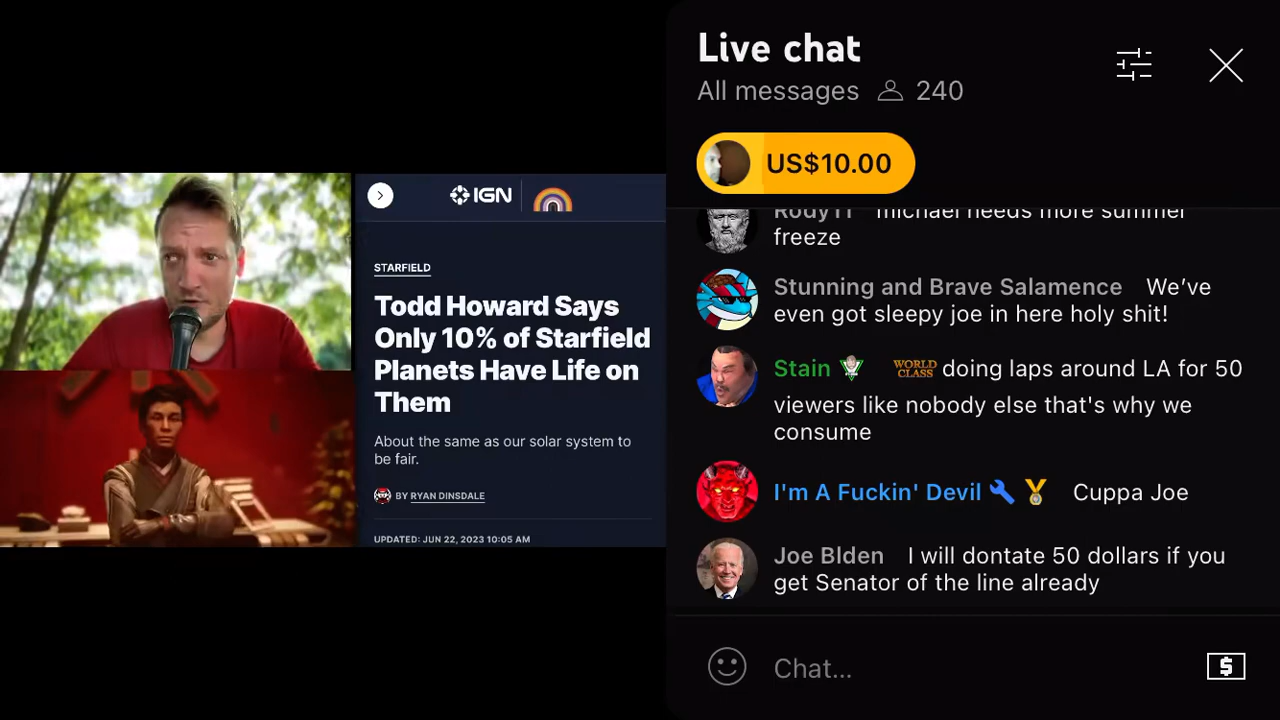 Live chat
All messages 240
US$10.00
IGN
STARFIELD
Todd Howard Says
Only 10% of Starfield
Planets Have Life on
Them
About the same as our solar system to
be fair.
BY RYAN DINSDALE
UPDATED: JUN 22, 2023 10:05 AM
Rody11 michael needs more summer
freeze
Stunning and Brave Salamence We've
even got sleepy joe in here holy shit!
Stain WORLD CLASS doing laps around LA for 50
viewers like nobody else that's why we
consume
I'm A Fuckin' Devil Cuppa Joe
Joe Blden I will dontate 50 dollars if you
get Senator of the line already
Chat...